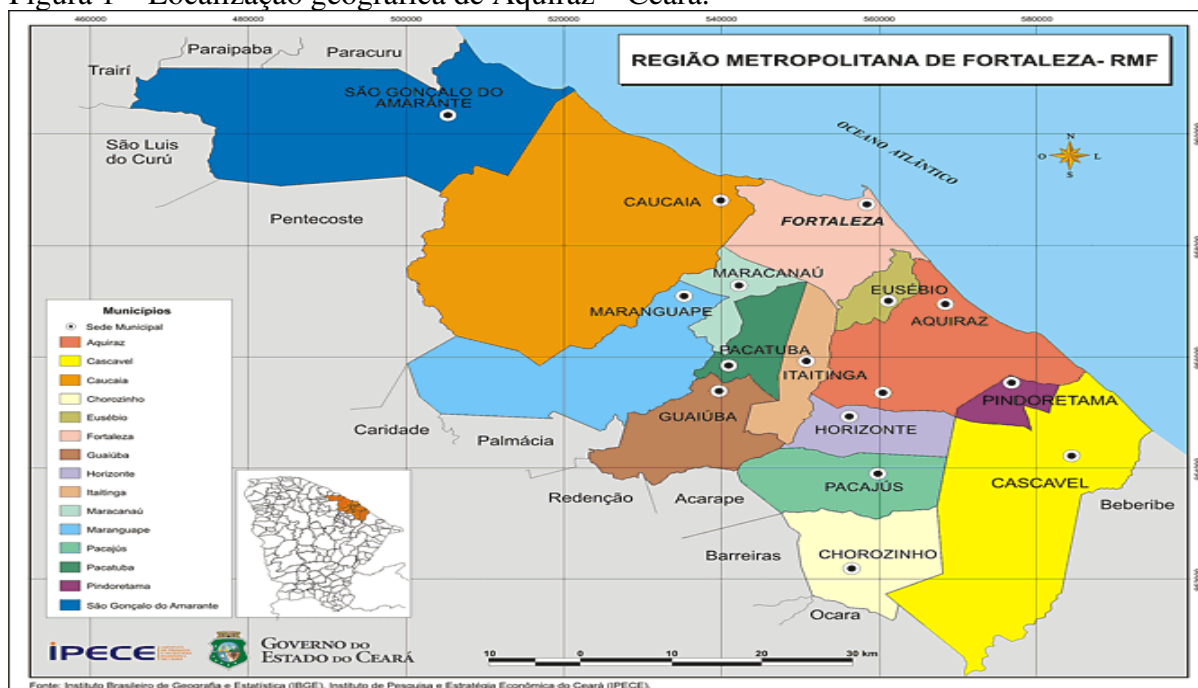 Figura 1 – Localização geográfica de Aquiraz – Ceará.
460000 480000 500000 520000 540000 560000 580000
REGIÃO METROPOLITANA DE FORTALEZA- RMF
Paraipaba
Paracuru
Trairí
SÃO GONÇALO DO
AMARANTE
São Luis
do Curú
OCEANO ATLÂNTICO
N
O L
S
Pentecoste
CAUCAIA
FORTALEZA
MARACANAÚ
EUSÉBIO
MARANGUAPE
AQUIRAZ
PACATUBA
ITAITINGA
PINDORETAMA
GUAIÚBA
HORIZONTE
Caridade
Palmácia
PACAJÚS
CASCAVEL
Redenção
Acarape
Beberibe
Barreiras
CHOROZINHO
Ocara
Municípios
Sede Municipal
Aquiraz
Cascavel
Caucaia
Chorozinho
Eusébio
Fortaleza
Guaiúba
Horizonte
Itaitinga
Maracanaú
Maranguape
Pacajús
Pacatuba
Pindoretama
São Gonçalo do Amarante
IPECE
GOVERNO DO
ESTADO DO CEARÁ
10 0 10 20 30 km
Fonte: Instituto Brasileiro de Geografia e Estatística (IBGE), Instituto de Pesquisa e Estratégia Econômica do Ceará (IPECE).